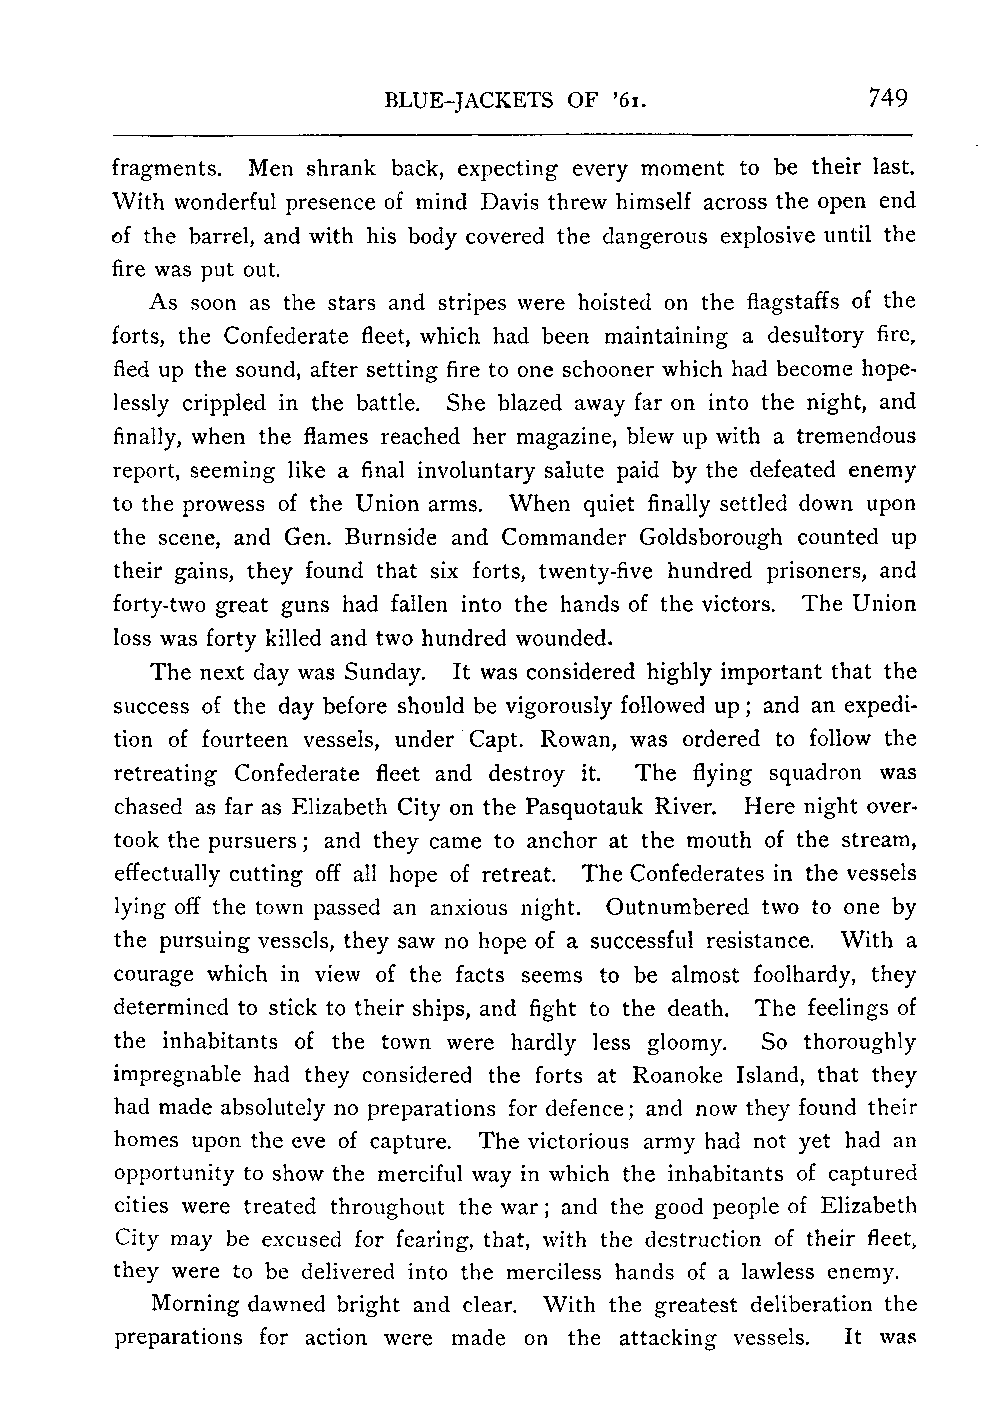 BLUE-JACKETS OF '61. 749
fragments. Men shrank back, expecting every moment to be their last.
With wonderful presence of mind Davis threw himself across the open end
of the barrel, and with his body covered the dangerous explosive until the
fire was put out.
As soon as the stars and stripes were hoisted on the flagstaffs of the
forts, the Confederate fleet, which had been maintaining a desultory fire,
fled up the sound, after setting fire to one schooner which had become hope-
lessly crippled in the battle. She blazed away far on into the night, and
finally, when the flames reached her magazine, blew up with a tremendous
report, seeming like a final involuntary salute paid by the defeated enemy
to the prowess of the Union arms. When quiet finally settled down upon
the scene, and Gen. Burnside and Commander Goldsborough counted up
their gains, they found that six forts, twenty-five hundred prisoners, and
forty-two great guns had fallen into the hands of the victors. The Union
loss was forty killed and two hundred wounded.
The next day was Sunday. It was considered highly important that the
success of the day before should be vigorously followed up; and an expedi-
tion of fourteen vessels, under Capt. Rowan, was ordered to follow the
retreating Confederate fleet and destroy it. The flying squadron was
chased as far as Elizabeth City on the Pasquotauk River. Here night over-
took the pursuers; and they came to anchor at the mouth of the stream,
effectually cutting off all hope of retreat. The Confederates in the vessels
lying off the town passed an anxious night. Outnumbered two to one by
the pursuing vessels, they saw no hope of a successful resistance. With a
courage which in view of the facts seems to be almost foolhardy, they
determined to stick to their ships, and fight to the death. The feelings of
the inhabitants of the town were hardly less gloomy. So thoroughly
impregnable had they considered the forts at Roanoke Island, that they
had made absolutely no preparations for defence; and now they found their
homes upon the eve of capture. The victorious army had not yet had an
opportunity to show the merciful way in which the inhabitants of captured
cities were treated throughout the war; and the good people of Elizabeth
City may be excused for fearing, that, with the destruction of their fleet,
they were to be delivered into the merciless hands of a lawless enemy.
Morning dawned bright and clear. With the greatest deliberation the
preparations for action were made on the attacking vessels. It was